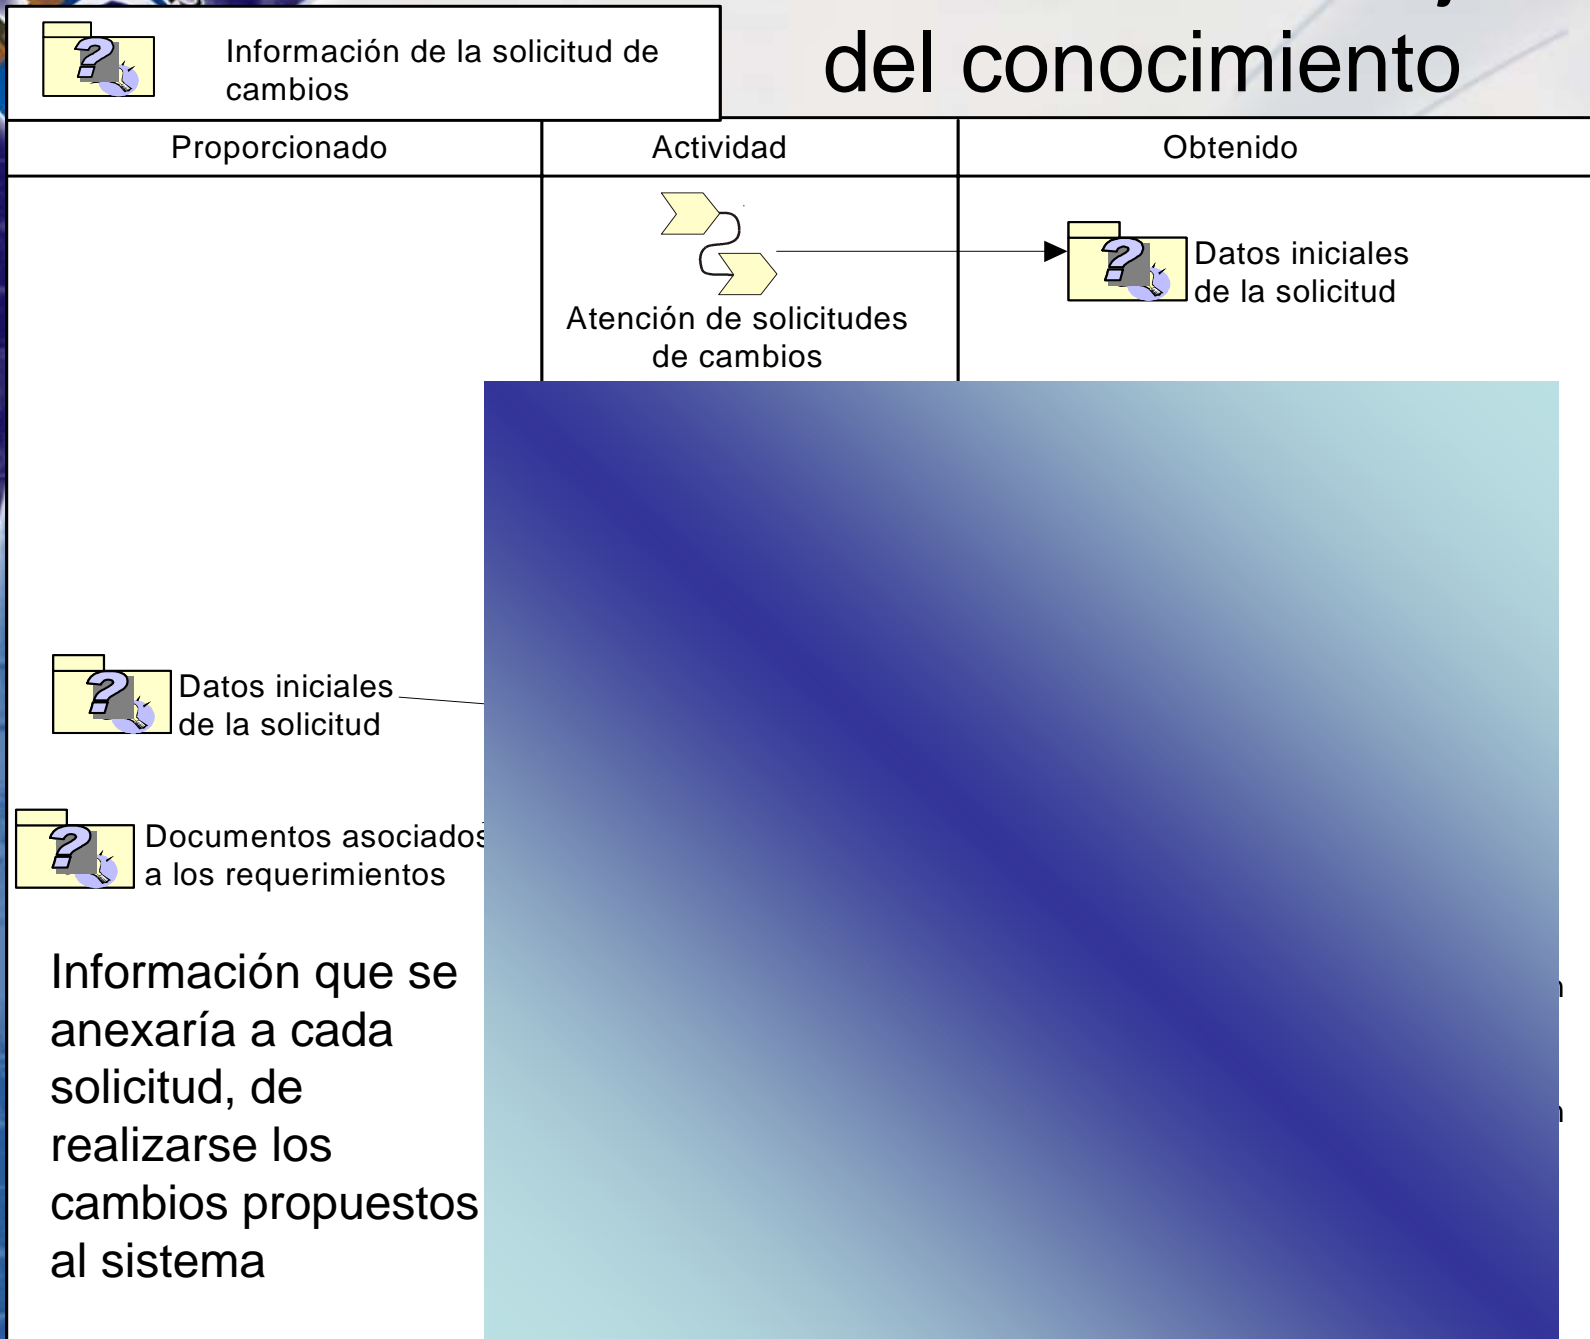 Información de la solicitud de
cambios
del conocimiento
Proporcionado
Actividad
Obtenido
Datos iniciales
de la solicitud
Atención de solicitudes
de cambios
Datos iniciales
de la solicitud
Documentos asociados
a los requerimientos
Información que se
anexaría a cada
solicitud, de
realizarse los
cambios propuestos
al sistema